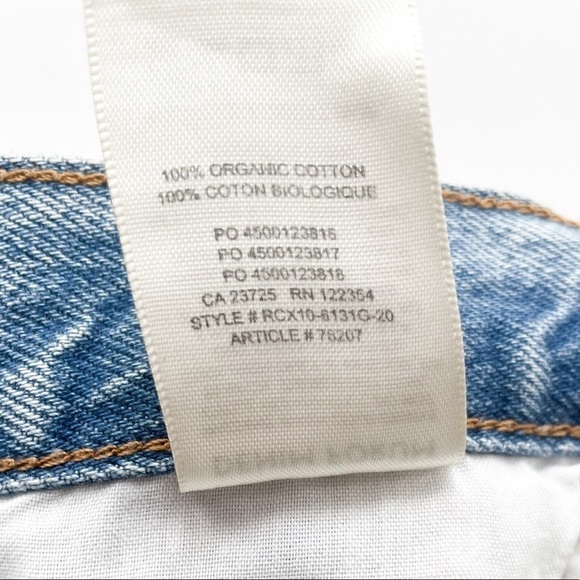 100% ORGANIC COTTON
100% COTON BIOLOGIQUE
PO 4500123816
PO 4500123817
PO 4500123818
CA 23725 RN 122354
STYLE # RCX10-6131G-20
ARTICLE # 76207